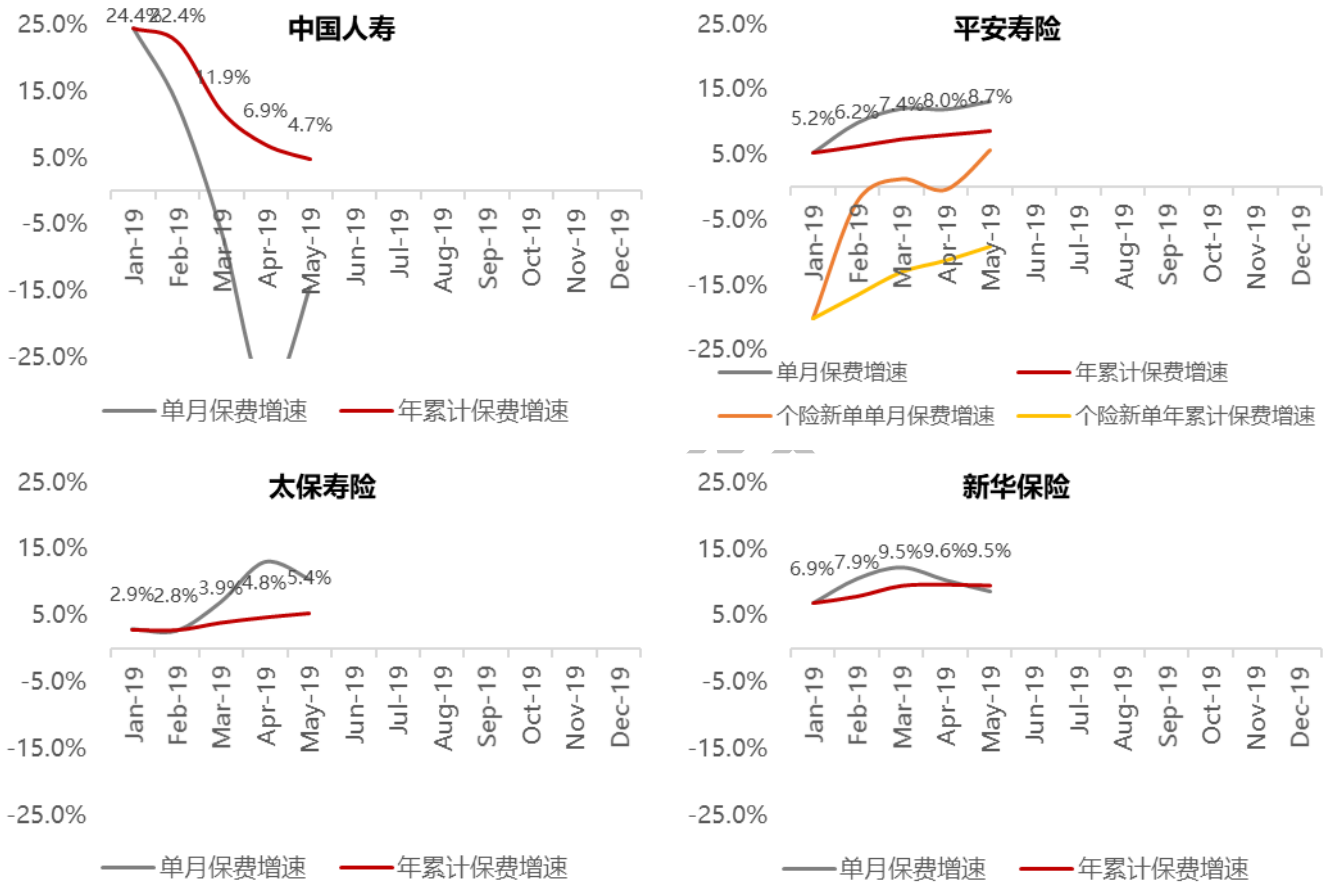 中国人寿
25.0%
15.0%
5.0%
-5.0%
-15.0%
-25.0%
24.4%
22.4%
11.9%
6.9%
4.7%
Jan-19
Feb-19
Mar-19
Apr-19
May-19
Jun-19
Jul-19
Aug-19
Sep-19
Oct-19
Nov-19
Dec-19
单月保费增速
年累计保费增速
平安寿险
25.0%
15.0%
5.0%
-5.0%
-15.0%
-25.0%
5.2%
6.2%
7.4%
8.0%
8.7%
Jan-19
Feb-19
Mar-19
Apr-19
May-19
Jun-19
Jul-19
Aug-19
Sep-19
Oct-19
Nov-19
Dec-19
单月保费增速
年累计保费增速
个险新单单月保费增速
个险新单年累计保费增速
太保寿险
25.0%
15.0%
5.0%
-5.0%
-15.0%
-25.0%
2.9%
2.8%
3.9%
4.8%
5.4%
Jan-19
Feb-19
Mar-19
Apr-19
May-19
Jun-19
Jul-19
Aug-19
Sep-19
Oct-19
Nov-19
Dec-19
单月保费增速
年累计保费增速
新华保险
25.0%
15.0%
5.0%
-5.0%
-15.0%
-25.0%
6.9%
7.9%
9.5%
9.6%
9.5%
Jan-19
Feb-19
Mar-19
Apr-19
May-19
Jun-19
Jul-19
Aug-19
Sep-19
Oct-19
Nov-19
Dec-19
单月保费增速
年累计保费增速